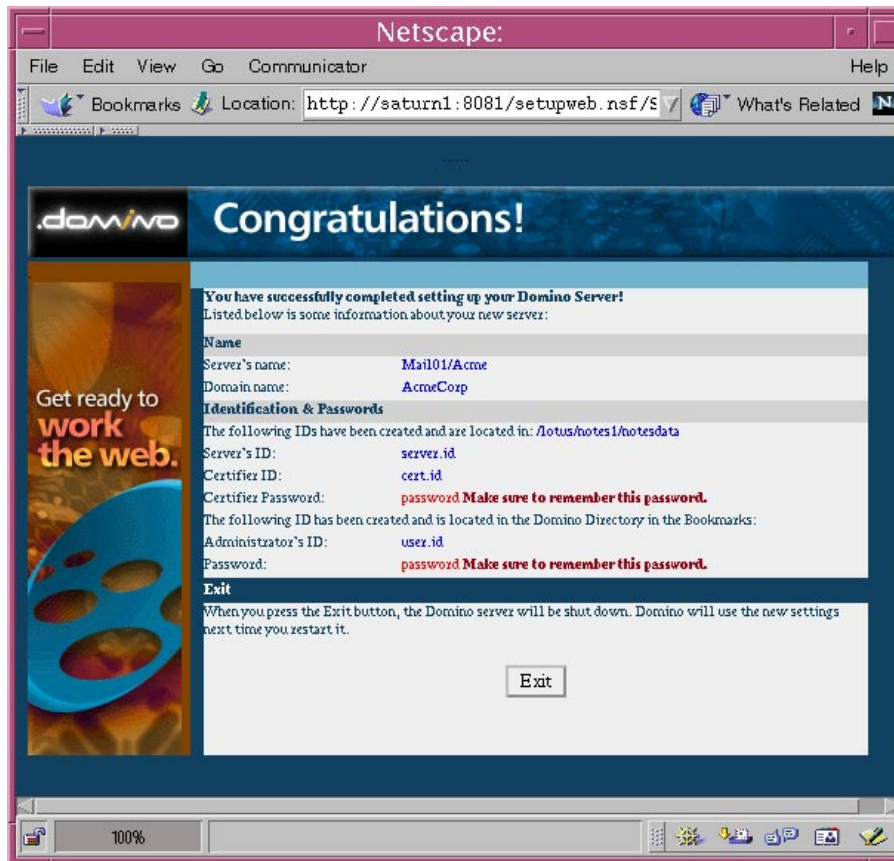 Netscape:
File Edit View Go Communicator Help
Bookmarks Location: http://saturn1:8081/setupweb.nsf/S What's Related N
.domino Congratulations!
You have successfully completed setting up your Domino Server!
Listed below is some information about your new server:
Name
Server's name: Mail01/Acme
Domain name: AcmeCorp
Identification & Passwords
The following IDs have been created and are located in: /lotus/notes1/notesdata
Server's ID: server.id
Certifier ID: cert.id
Certifier Password: password Make sure to remember this password.
The following ID has been created and is located in the Domino Directory in the Bookmarks:
Administrator's ID: user.id
Password: password Make sure to remember this password.
Exit
When you press the Exit button, the Domino server will be shut down. Domino will use the new settings
next time you restart it.
Exit
Get ready to
work
the web.
100%